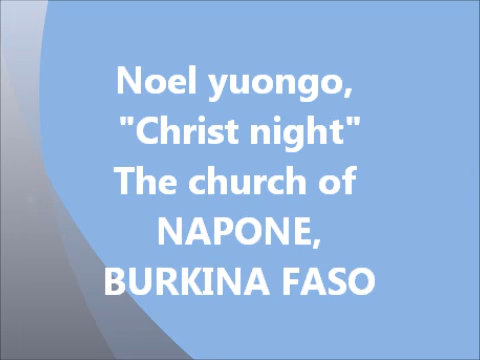 Noel yuongo,
"Christ night"
The church of
NAPONE,
BURKINA FASO